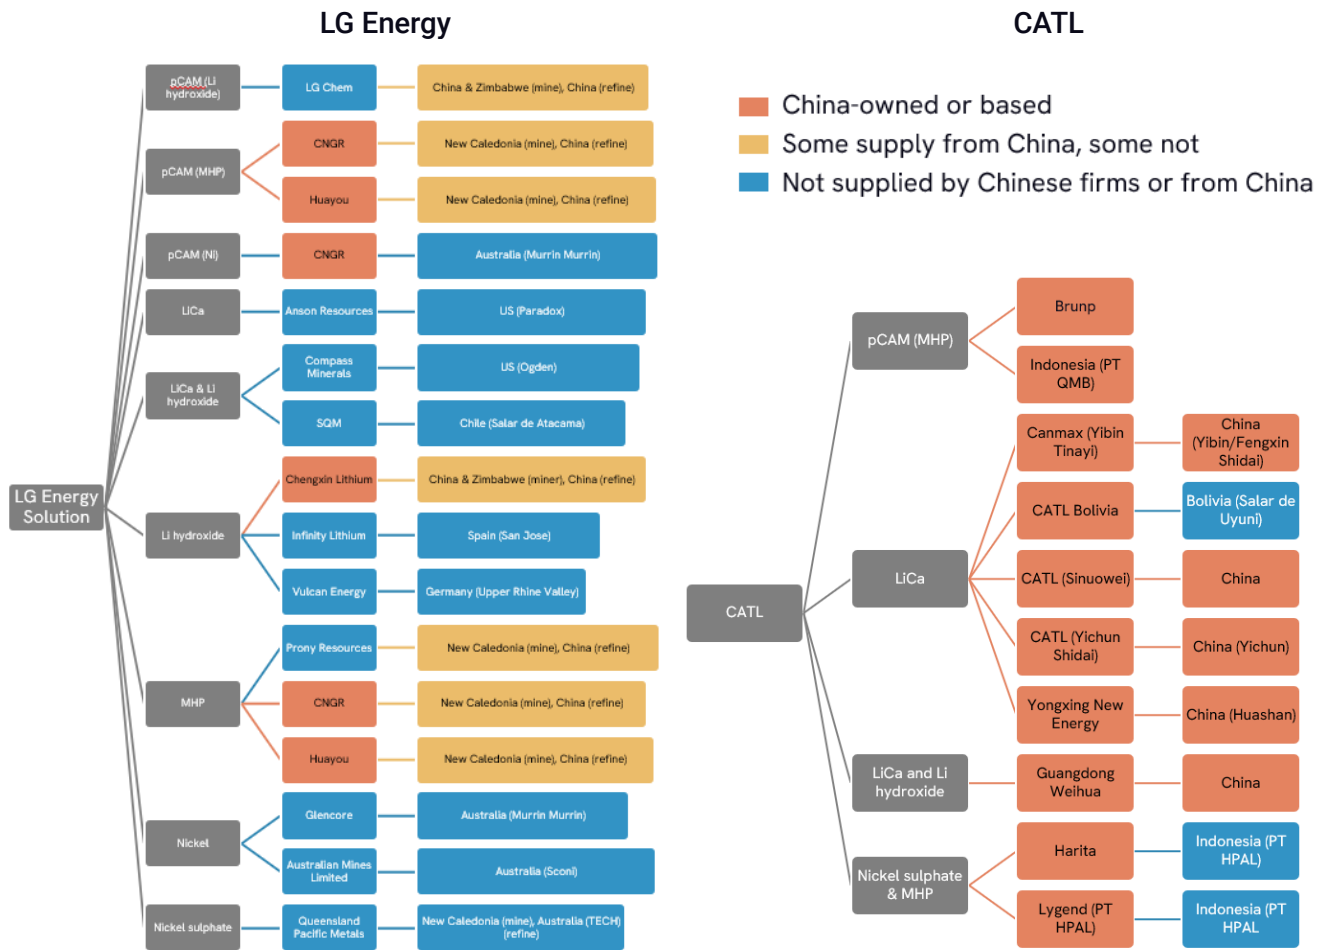 LG Energy
CATL
China-owned or based
Some supply from China, some not
Not supplied by Chinese firms or from China
LG Energy
Solution
pCAM (Li
hydroxide)
LG Chem
China & Zimbabwe (mine), China (refine)
pCAM (MHP)
CNGR
New Caledonia (mine), China (refine)
Huayou
New Caledonia (mine), China (refine)
pCAM (Ni)
CNGR
Australia (Murrin Murrin)
LiCa
Anson Resources
US (Paradox)
LiCa & Li
hydroxide
Compass
Minerals
US (Ogden)
SQM
Chile (Salar de Atacama)
Li hydroxide
Chengxin Lithium
China & Zimbabwe (miner), China (refine)
Infinity Lithium
Spain (San Jose)
Vulcan Energy
Germany (Upper Rhine Valley)
MHP
Prony Resources
New Caledonia (mine), China (refine)
CNGR
New Caledonia (mine), China (refine)
Huayou
New Caledonia (mine), China (refine)
Nickel
Glencore
Australia (Murrin Murrin)
Australian Mines
Limited
Australia (Sconi)
Nickel sulphate
Queensland
Pacific Metals
New Caledonia (mine), Australia (TECH)
(refine)
CATL
pCAM (MHP)
Brunp
Indonesia (PT
QMB)
LiCa
Canmax (Yibin
Tinayi)
China
(Yibin/Fengxin
Shidai)
CATL Bolivia
Bolivia (Salar de
Uyuni)
CATL (Sinuowei)
China
CATL (Yichun
Shidai)
China (Yichun)
Yongxing New
Energy
China (Huashan)
LiCa and Li
hydroxide
Guangdong
Weihua
China
Nickel sulphate
& MHP
Harita
Indonesia (PT
HPAL)
Lygend (PT
HPAL)
Indonesia (PT
HPAL